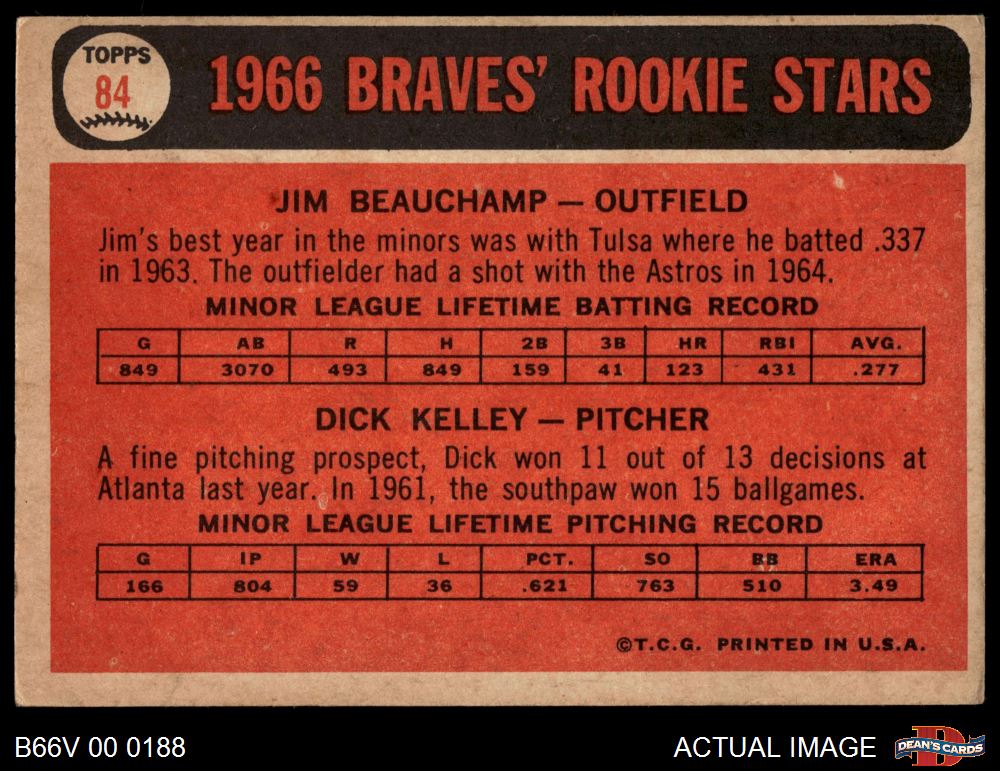 TOPPS
84
1966 BRAVES' ROOKIE STARS
JIM BEAUCHAMP — OUTFIELD
Jim's best year in the minors was with Tulsa where he batted .337
in 1963. The outfielder had a shot with the Astros in 1964.
MINOR LEAGUE LIFETIME BATTING RECORD
G AB R H 2B 3B HR RBI AVG.
849 3070 493 849 159 41 123 431 .277
DICK KELLEY — PITCHER
A fine pitching prospect, Dick won 11 out of 13 decisions at
Atlanta last year. In 1961, the southpaw won 15 ballgames.
MINOR LEAGUE LIFETIME PITCHING RECORD
G IP W L PCT. SO BB ERA
166 804 59 36 .621 763 510 3.49
©T.C.G. PRINTED IN U.S.A.
B66V 00 0188
ACTUAL IMAGE
D
DEAN'S CARDS